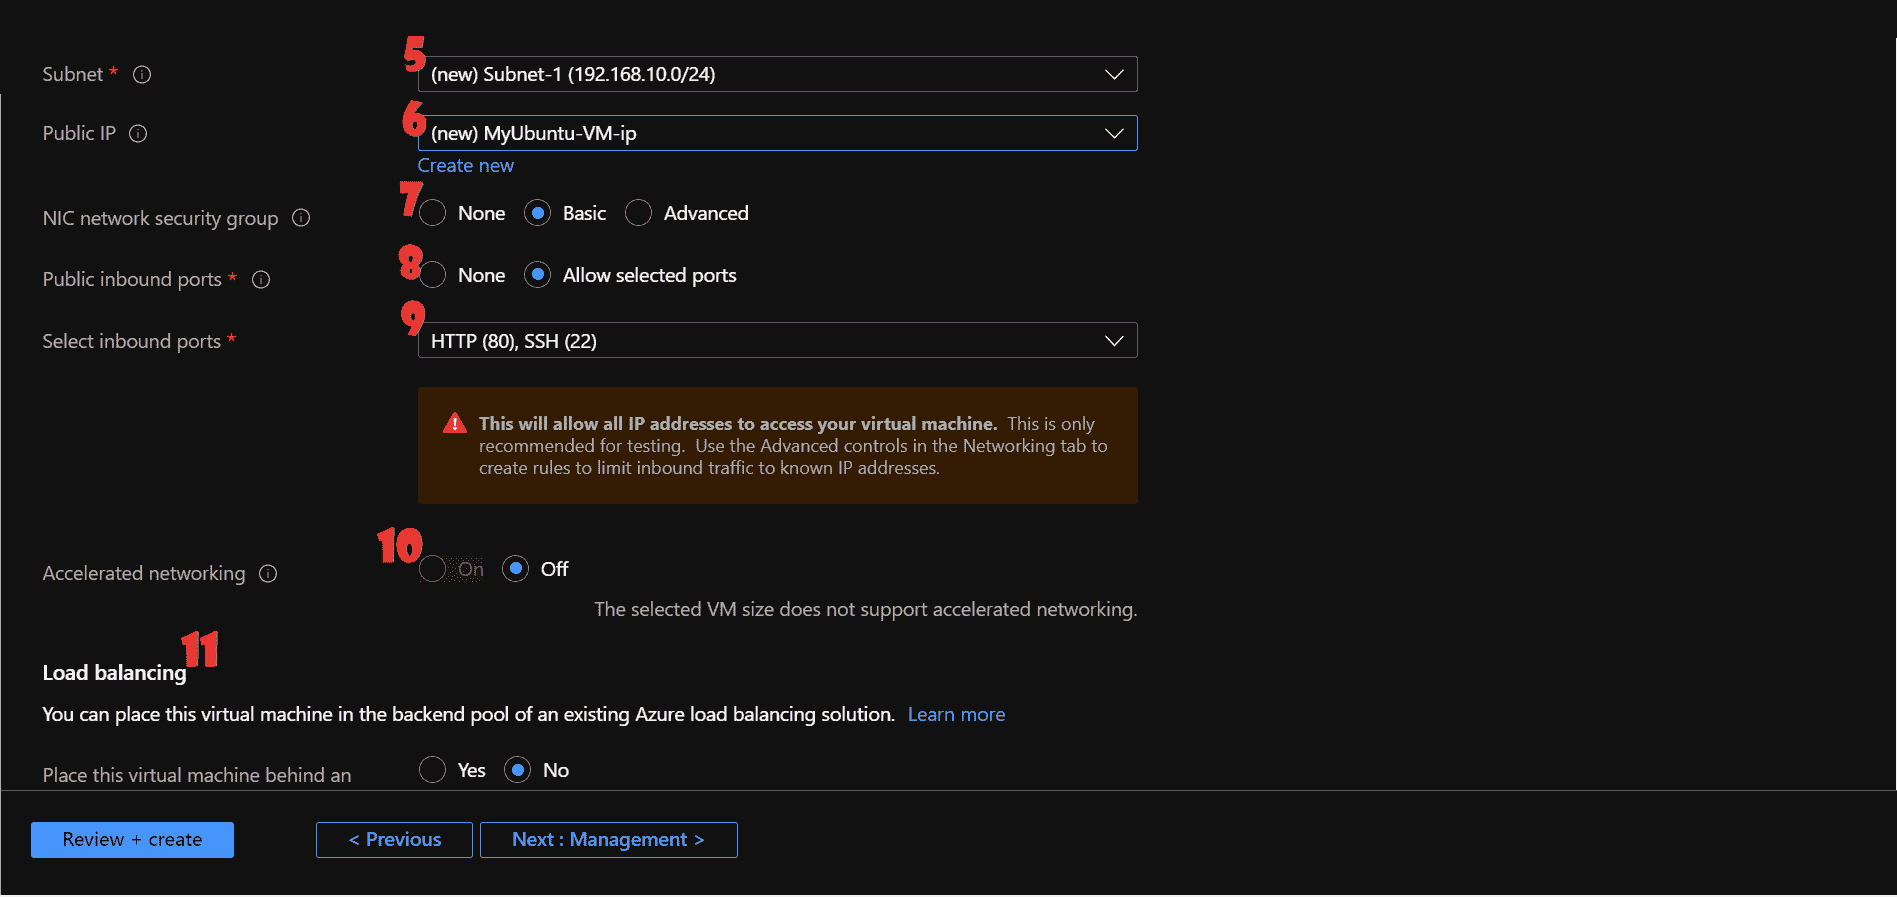 5
Subnet *
(new) Subnet-1 (192.168.10.0/24)
6
Public IP
(new) MyUbuntu-VM-ip
Create new
7
NIC network security group
None Basic Advanced
8
Public inbound ports *
None Allow selected ports
9
Select inbound ports *
HTTP (80), SSH (22)
This will allow all IP addresses to access your virtual machine. This is only
recommended for testing. Use the Advanced controls in the Networking tab to
create rules to limit inbound traffic to known IP addresses.
10
Accelerated networking
On Off
The selected VM size does not support accelerated networking.
11
Load balancing
You can place this virtual machine in the backend pool of an existing Azure load balancing solution. Learn more
Place this virtual machine behind an
Yes No
Review + create
< Previous
Next : Management >